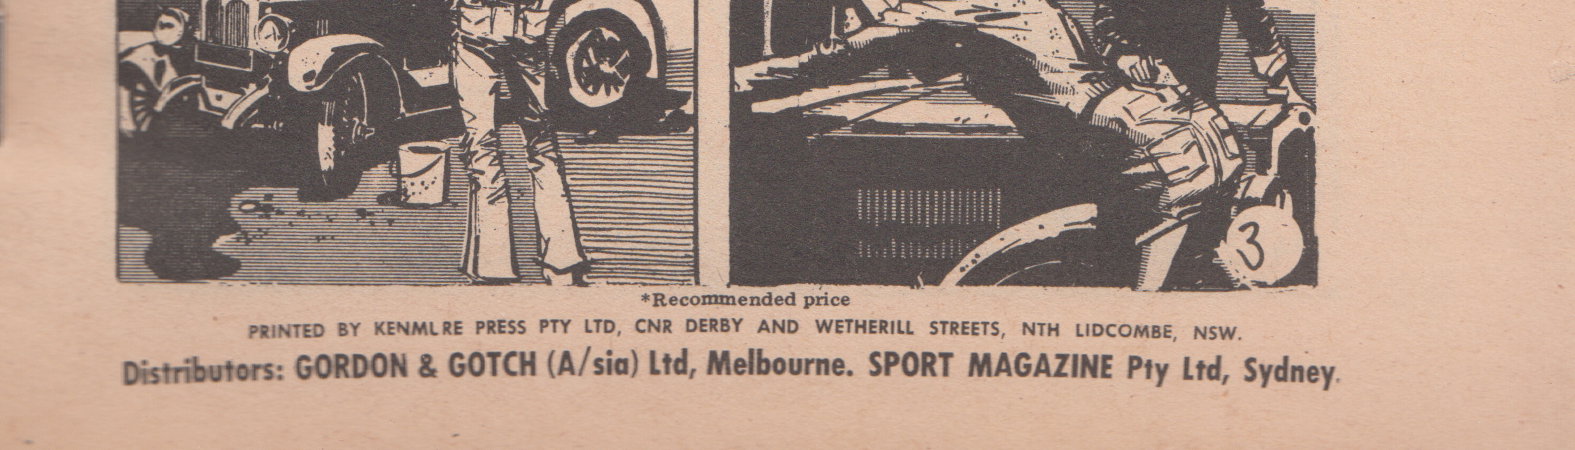 3
*Recommended price
PRINTED BY KENMLRE PRESS PTY LTD, CNR DERBY AND WETHERILL STREETS, NTH LIDCOMBE, NSW.
Distributors: GORDON & GOTCH (A/sia) Ltd, Melbourne. SPORT MAGAZINE Pty Ltd, Sydney.